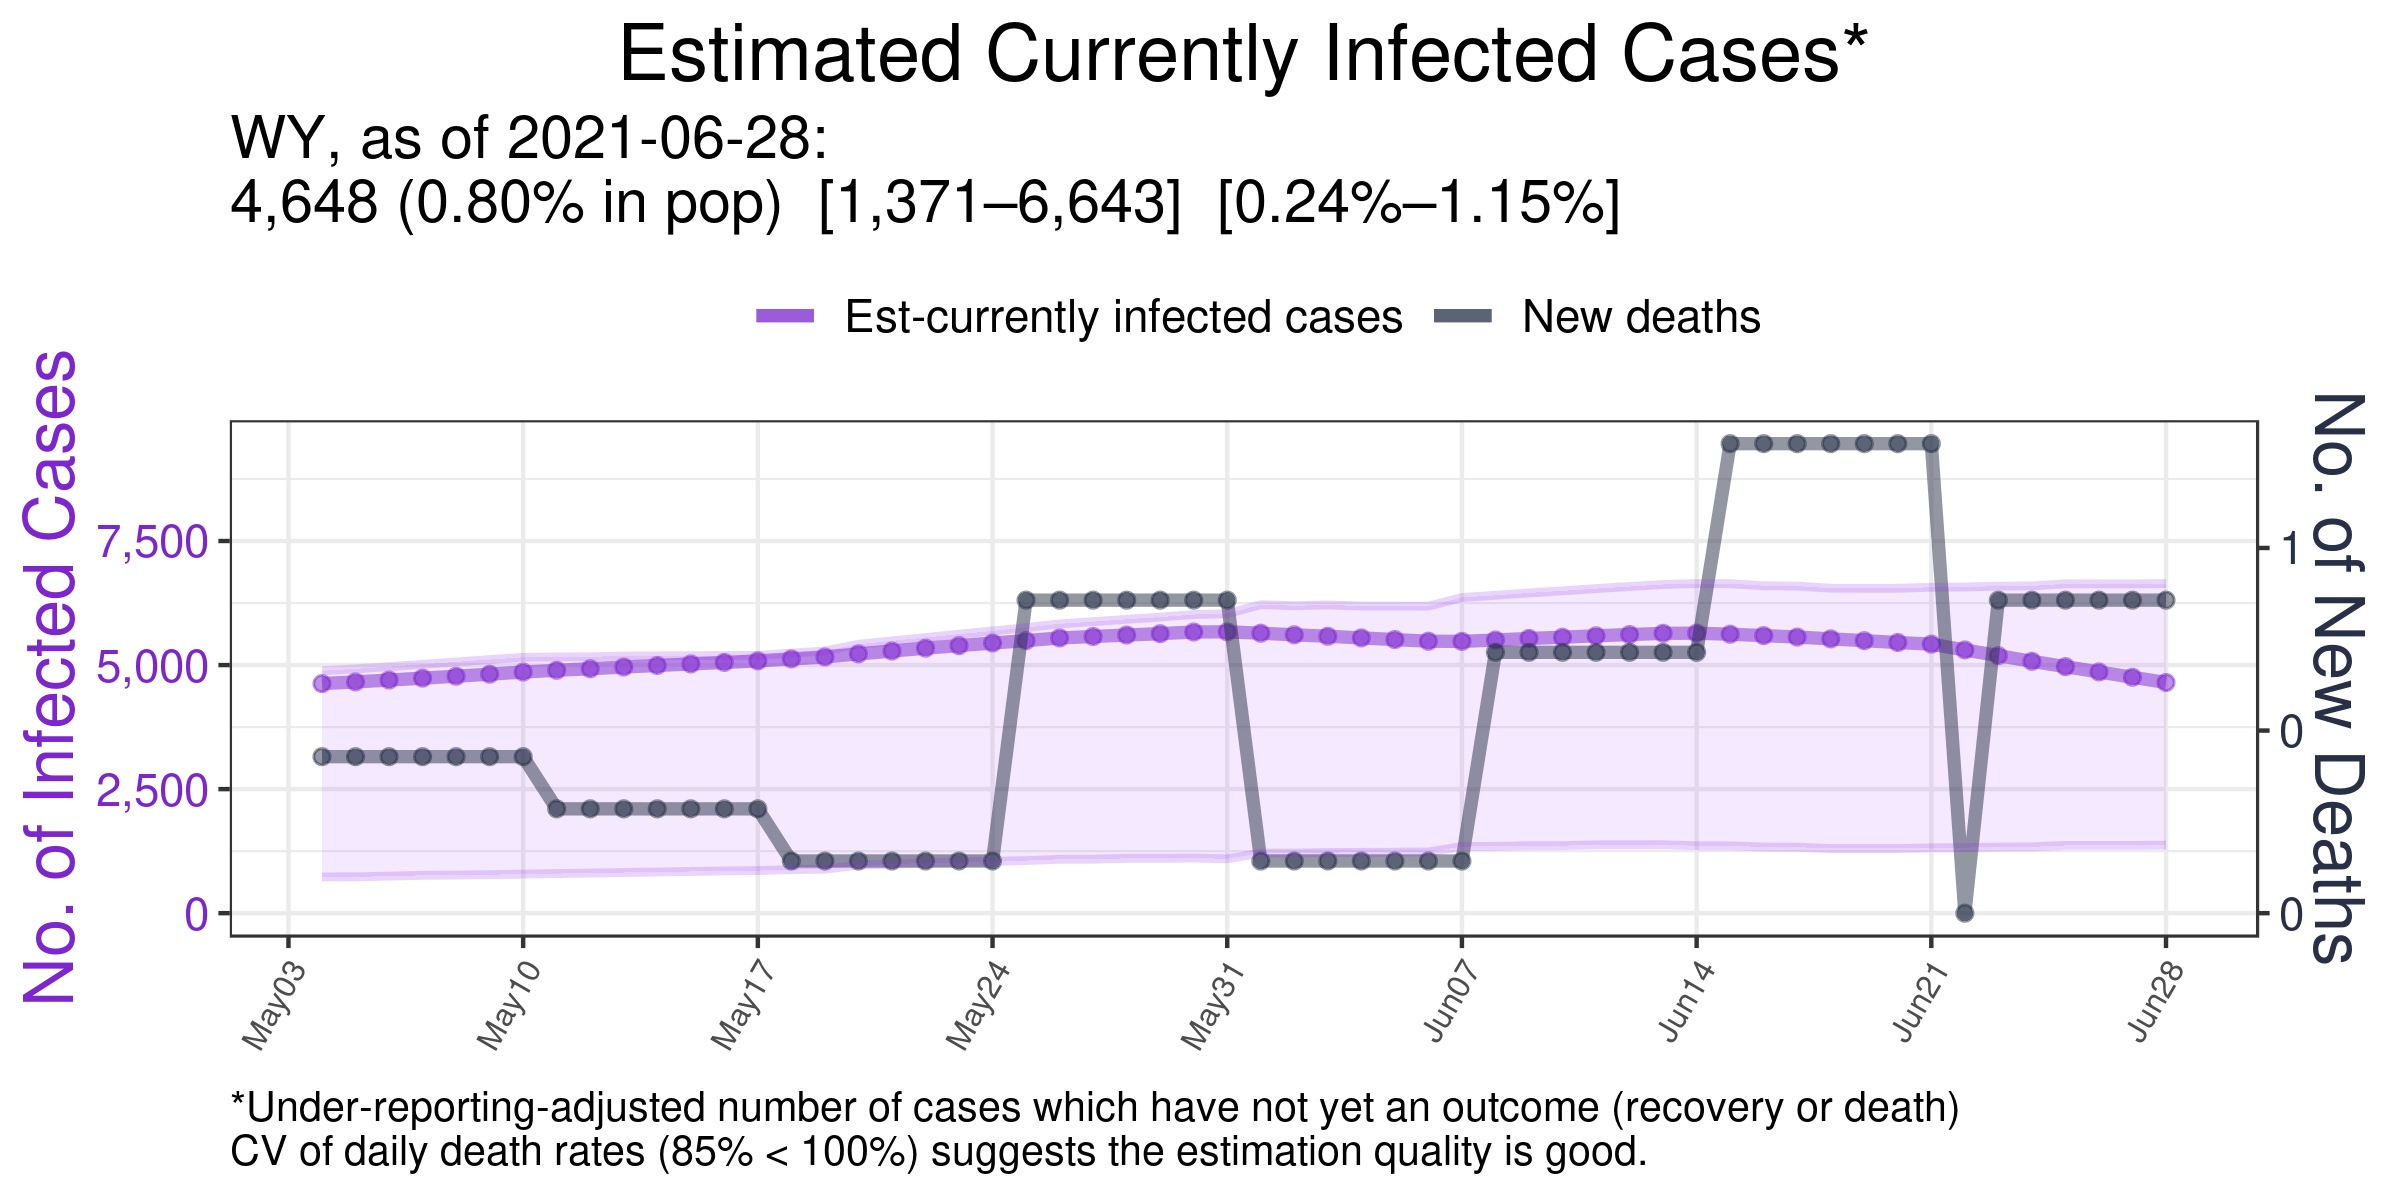 Estimated Currently Infected Cases*
WY, as of 2021-06-28:
4,648 (0.80% in pop)  [1,371–6,643]  [0.24%–1.15%]
Est-currently infected cases
New deaths
No. of Infected Cases
7,500
5,000
2,500
0
1
0
0
No. of New Deaths
May03
May10
May17
May24
May31
Jun07
Jun14
Jun21
Jun28
*Under-reporting-adjusted number of cases which have not yet an outcome (recovery or death)
CV of daily death rates (85% < 100%) suggests the estimation quality is good.